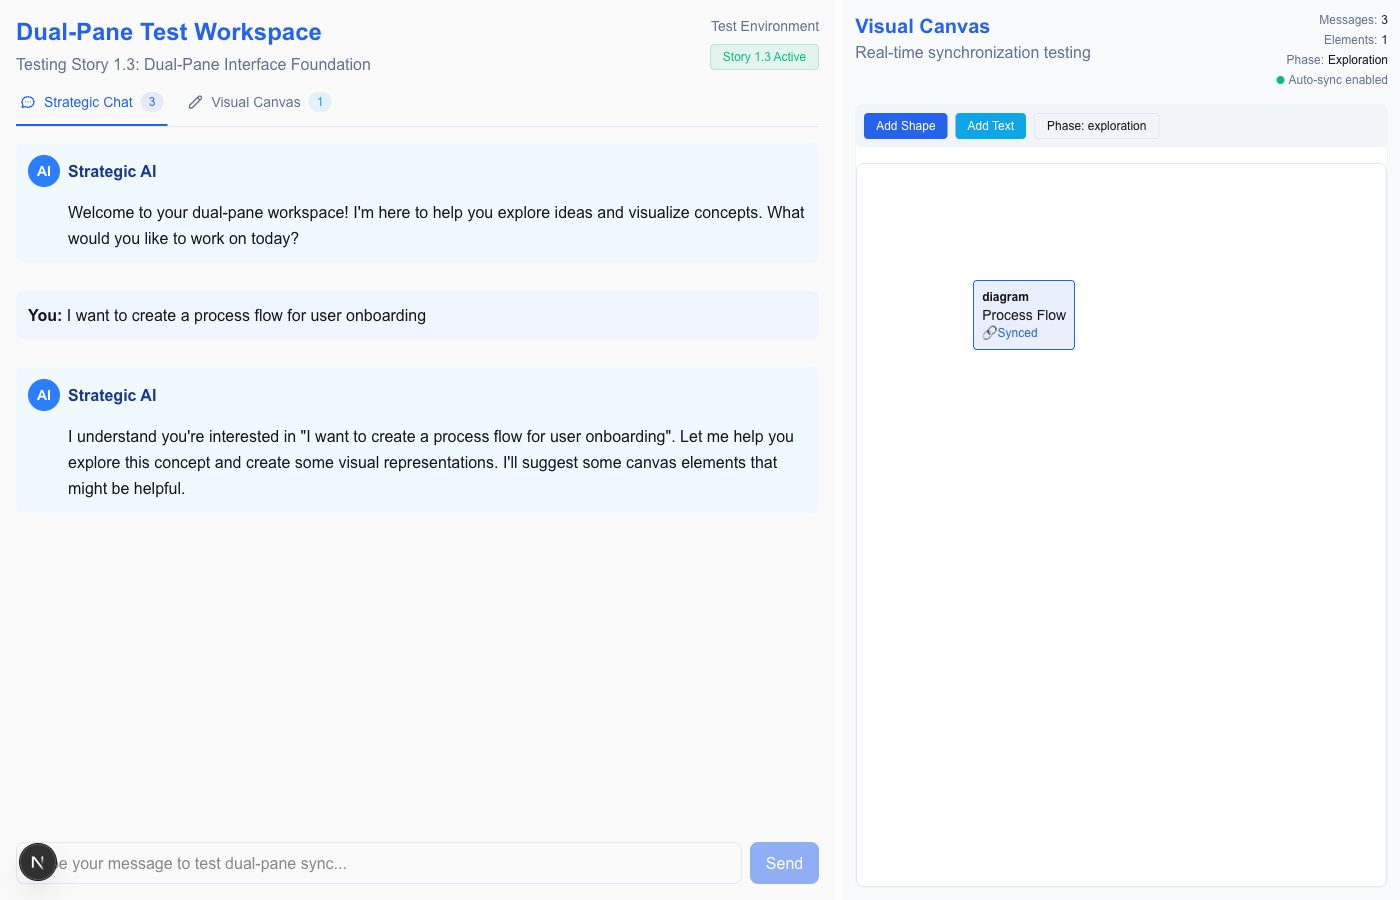 Dual-Pane Test Workspace
Testing Story 1.3: Dual-Pane Interface Foundation
Test Environment
Story 1.3 Active
Strategic Chat 3
Visual Canvas 1
AI Strategic AI
Welcome to your dual-pane workspace! I'm here to help you explore ideas and visualize concepts. What
would you like to work on today?
You: I want to create a process flow for user onboarding
AI Strategic AI
I understand you're interested in "I want to create a process flow for user onboarding". Let me help you
explore this concept and create some visual representations. I'll suggest some canvas elements that
might be helpful.
N
your message to test dual-pane sync...
Send
Visual Canvas
Real-time synchronization testing
Messages: 3
Elements: 1
Phase: Exploration
Auto-sync enabled
Add Shape
Add Text
Phase: exploration
diagram
Process Flow
Synced